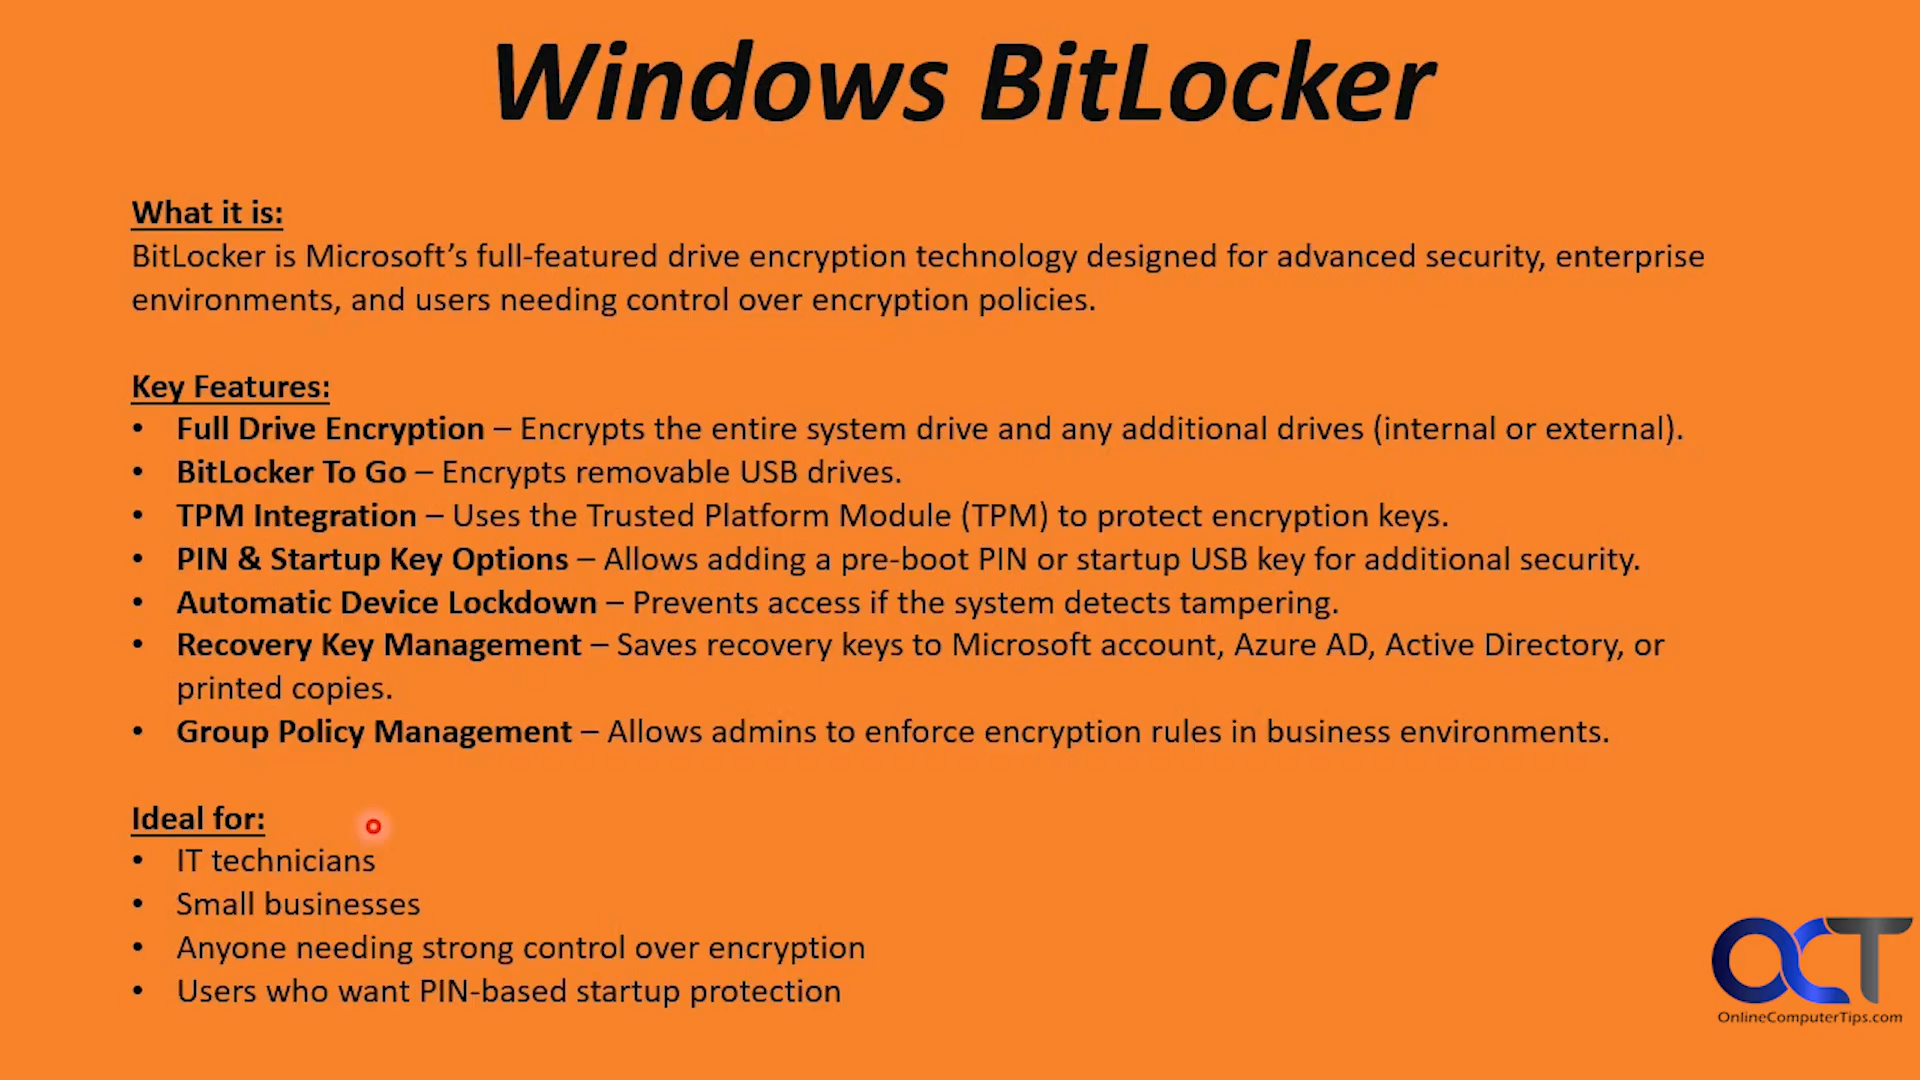 Windows BitLocker
What it is:
BitLocker is Microsoft’s full-featured drive encryption technology designed for advanced security, enterprise
environments, and users needing control over encryption policies.
Key Features:
• Full Drive Encryption – Encrypts the entire system drive and any additional drives (internal or external).
• BitLocker To Go – Encrypts removable USB drives.
• TPM Integration – Uses the Trusted Platform Module (TPM) to protect encryption keys.
• PIN & Startup Key Options – Allows adding a pre-boot PIN or startup USB key for additional security.
• Automatic Device Lockdown – Prevents access if the system detects tampering.
• Recovery Key Management – Saves recovery keys to Microsoft account, Azure AD, Active Directory, or
printed copies.
• Group Policy Management – Allows admins to enforce encryption rules in business environments.
Ideal for:
• IT technicians
• Small businesses
• Anyone needing strong control over encryption
• Users who want PIN-based startup protection
OCT
OnlineComputerTips.com